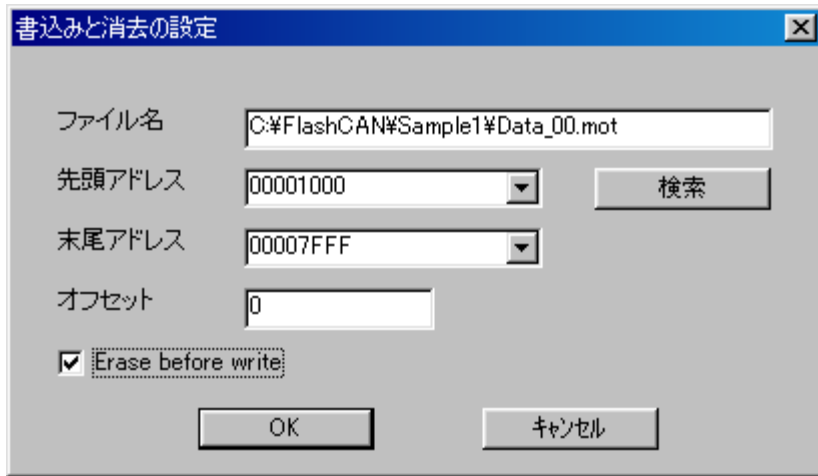 書込みと消去の設定
ファイル名 C:¥FlashCAN¥Sample1¥Data_00.mot
先頭アドレス 00001000 検索
末尾アドレス 00007FFF
オフセット 0
Erase before write
OK キャンセル